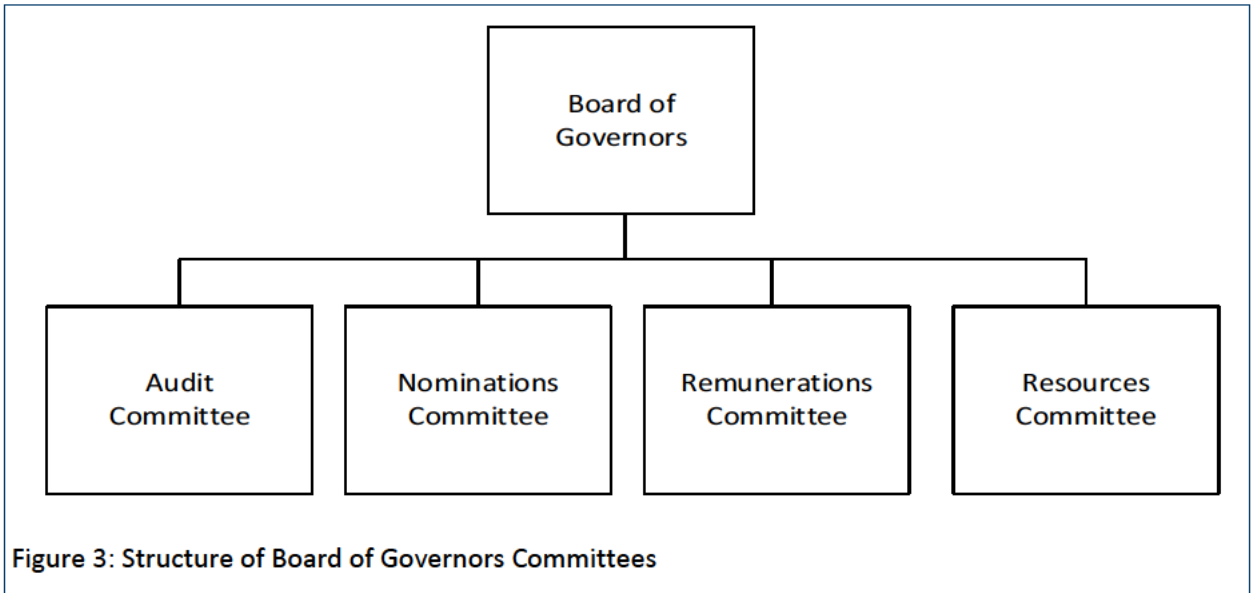 Board of
Governors
Audit
Committee
Nominations
Committee
Remunerations
Committee
Resources
Committee
Figure 3: Structure of Board of Governors Committees